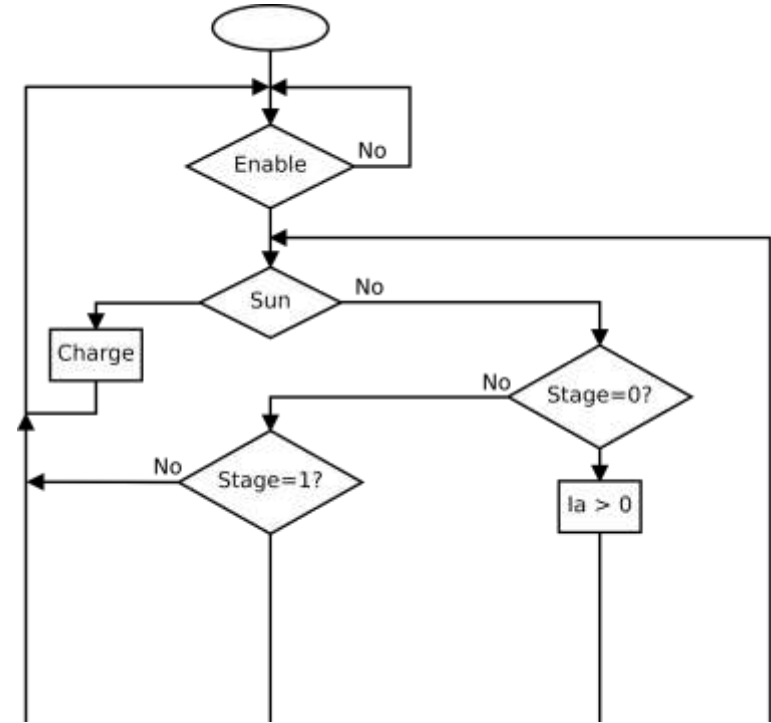 Enable
No
Sun
No
Charge
Stage=0?
No
Stage=1?
No
Ia > 0